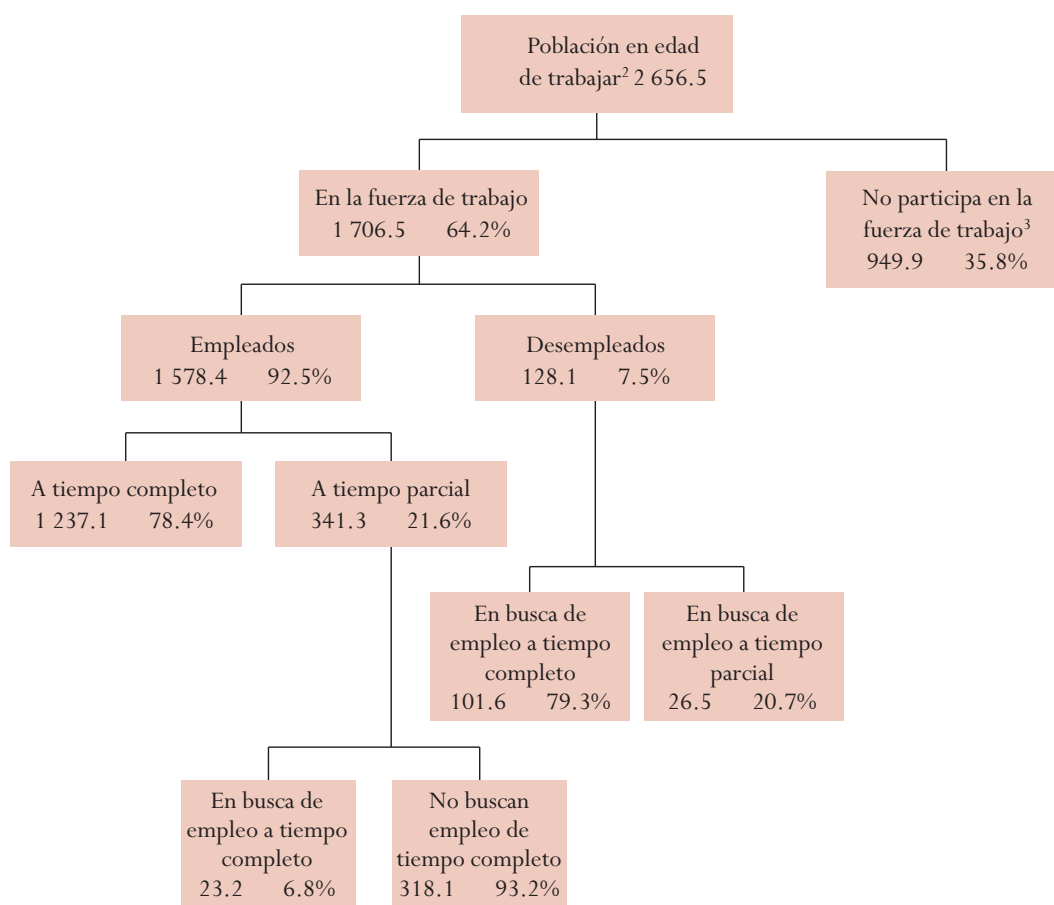 Población en edad
de trabajar² 2 656.5
En la fuerza de trabajo
1 706.5 64.2%
No participa en la
fuerza de trabajo³
949.9 35.8%
Empleados
1 578.4 92.5%
Desempleados
128.1 7.5%
A tiempo completo
1 237.1 78.4%
A tiempo parcial
341.3 21.6%
En busca de
empleo a tiempo
completo
101.6 79.3%
En busca de
empleo a tiempo
parcial
26.5 20.7%
En busca de
empleo a tiempo
completo
23.2 6.8%
No buscan
empleo de
tiempo completo
318.1 93.2%